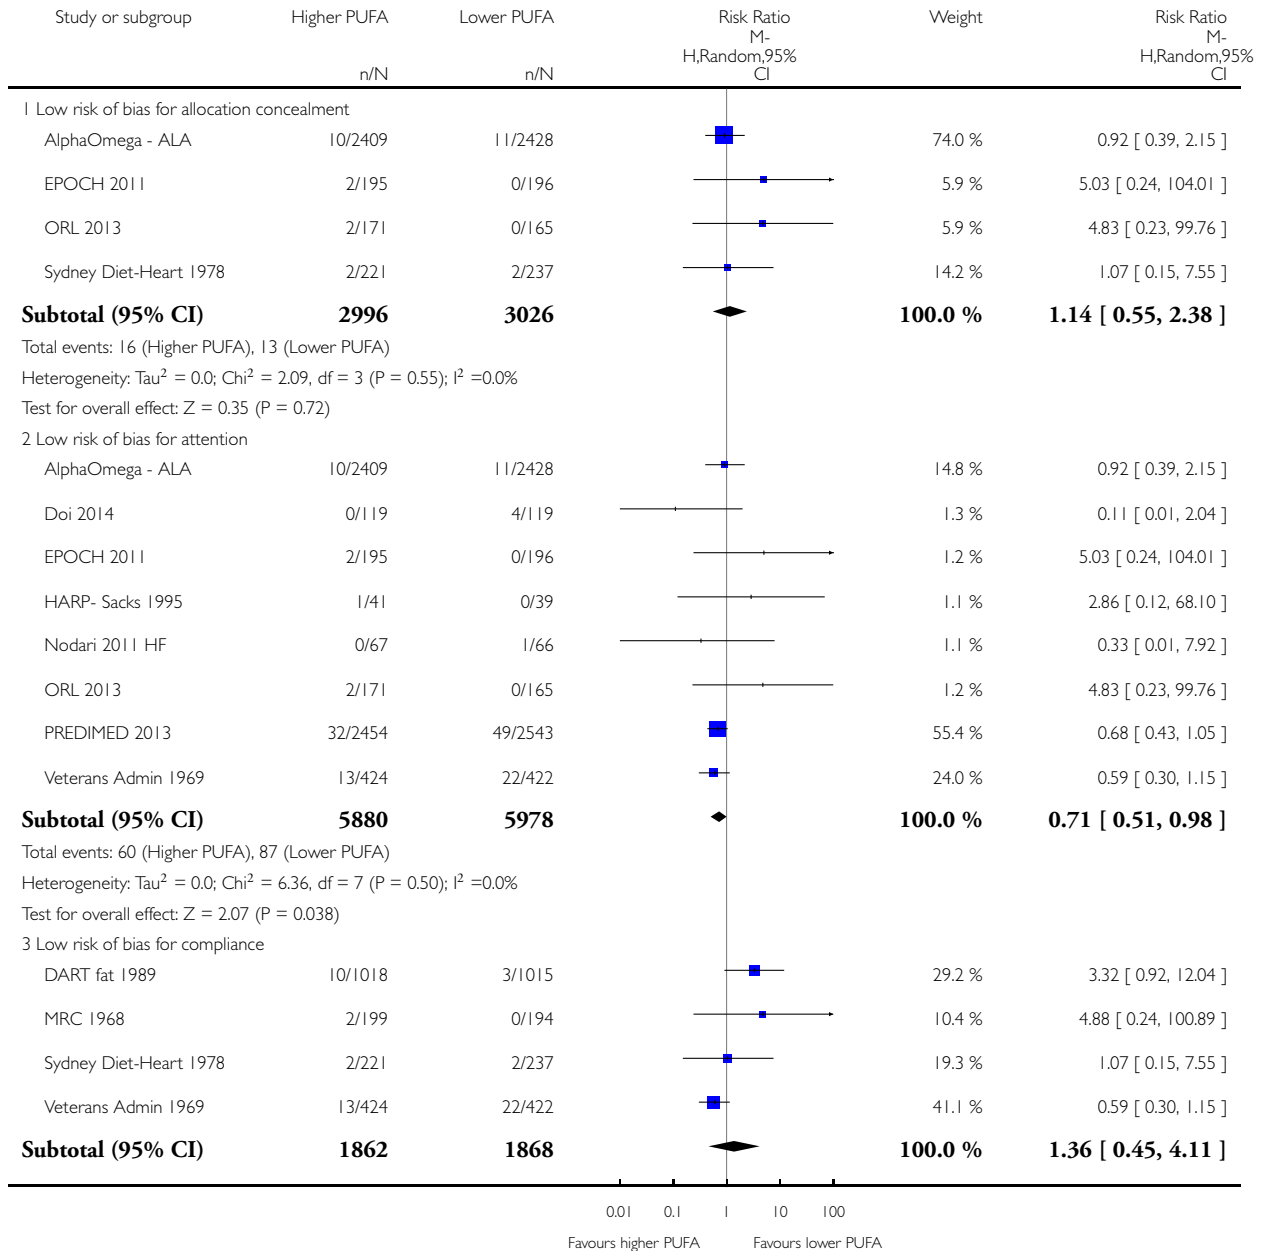 Study or subgroup Higher PUFA Lower PUFA Risk Ratio Weight Risk Ratio
M- M-
H,Random,95% H,Random,95%
n/N n/N CI CI
1 Low risk of bias for allocation concealment
AlphaOmega - ALA 10/2409 11/2428 74.0 % 0.92 [ 0.39, 2.15 ]
EPOCH 2011 2/195 0/196 5.9 % 5.03 [ 0.24, 104.01 ]
ORL 2013 2/171 0/165 5.9 % 4.83 [ 0.23, 99.76 ]
Sydney Diet-Heart 1978 2/221 2/237 14.2 % 1.07 [ 0.15, 7.55 ]
Subtotal (95% CI) 2996 3026 100.0 % 1.14 [ 0.55, 2.38 ]
Total events: 16 (Higher PUFA), 13 (Lower PUFA)
Heterogeneity: Tau² = 0.0; Chi² = 2.09, df = 3 (P = 0.55); I² =0.0%
Test for overall effect: Z = 0.35 (P = 0.72)
2 Low risk of bias for attention
AlphaOmega - ALA 10/2409 11/2428 14.8 % 0.92 [ 0.39, 2.15 ]
Doi 2014 0/119 4/119 1.3 % 0.11 [ 0.01, 2.04 ]
EPOCH 2011 2/195 0/196 1.2 % 5.03 [ 0.24, 104.01 ]
HARP- Sacks 1995 1/41 0/39 1.1 % 2.86 [ 0.12, 68.10 ]
Nodari 2011 HF 0/67 1/66 1.1 % 0.33 [ 0.01, 7.92 ]
ORL 2013 2/171 0/165 1.2 % 4.83 [ 0.23, 99.76 ]
PREDIMED 2013 32/2454 49/2543 55.4 % 0.68 [ 0.43, 1.05 ]
Veterans Admin 1969 13/424 22/422 24.0 % 0.59 [ 0.30, 1.15 ]
Subtotal (95% CI) 5880 5978 100.0 % 0.71 [ 0.51, 0.98 ]
Total events: 60 (Higher PUFA), 87 (Lower PUFA)
Heterogeneity: Tau² = 0.0; Chi² = 6.36, df = 7 (P = 0.50); I² =0.0%
Test for overall effect: Z = 2.07 (P = 0.038)
3 Low risk of bias for compliance
DART fat 1989 10/1018 3/1015 29.2 % 3.32 [ 0.92, 12.04 ]
MRC 1968 2/199 0/194 10.4 % 4.88 [ 0.24, 100.89 ]
Sydney Diet-Heart 1978 2/221 2/237 19.3 % 1.07 [ 0.15, 7.55 ]
Veterans Admin 1969 13/424 22/422 41.1 % 0.59 [ 0.30, 1.15 ]
Subtotal (95% CI) 1862 1868 100.0 % 1.36 [ 0.45, 4.11 ]
0.01 0.1 1 10 100
Favours higher PUFA Favours lower PUFA